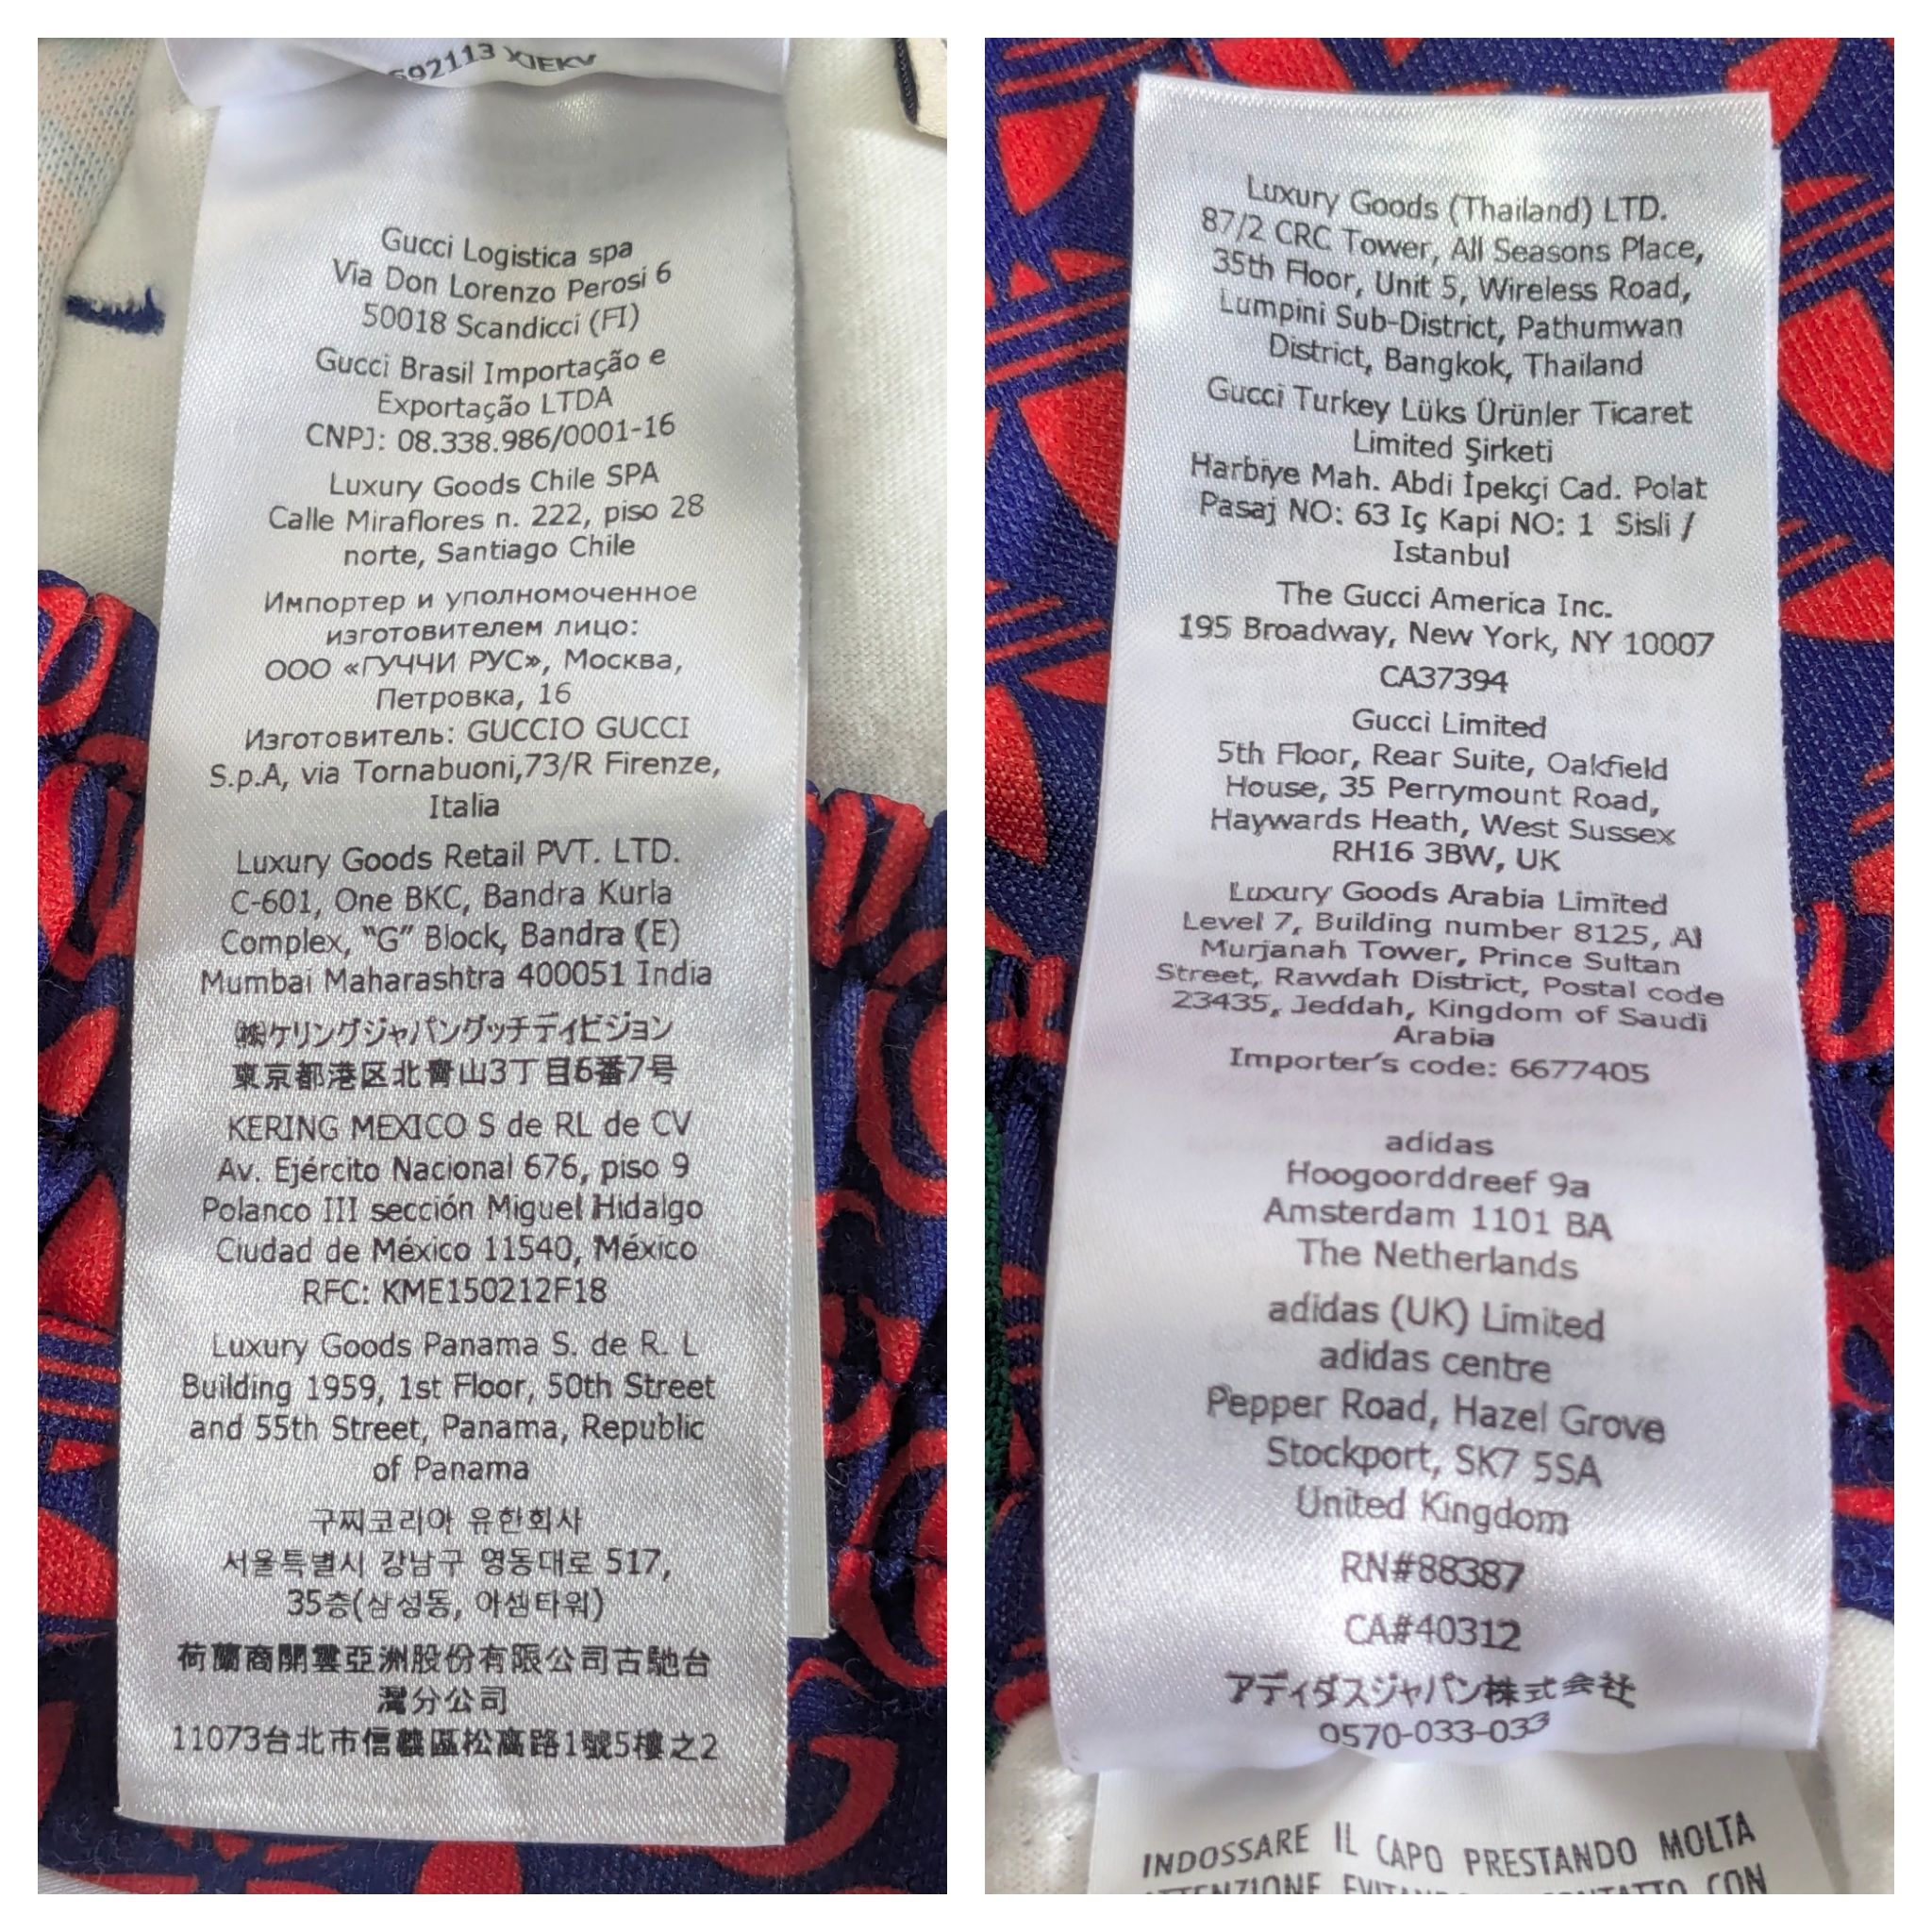 692113 XJEKV
Gucci Logistica spa
Via Don Lorenzo Perosi 6
50018 Scandicci (FI)
Gucci Brasil Importação e
Exportação LTDA
CNPJ: 08.338.986/0001-16
Luxury Goods Chile SPA
Calle Miraflores n. 222, piso 28
norte, Santiago Chile
Импортер и уполномоченное
изготовителем лицо:
ООО «ГУЧЧИ РУС», Москва,
Петровка, 16
Изготовитель: GUCCIO GUCCI
S.p.A, via Tornabuoni,73/R Firenze,
Italia
Luxury Goods Retail PVT. LTD.
C-601, One BKC, Bandra Kurla
Complex, “G” Block, Bandra (E)
Mumbai Maharashtra 400051 India
㈱ケリングジャパングッチディビジョン
東京都港区北青山3丁目6番7号
KERING MEXICO S de RL de CV
Av. Ejército Nacional 676, piso 9
Polanco III sección Miguel Hidalgo
Ciudad de México 11540, México
RFC: KME150212F18
Luxury Goods Panama S. de R. L
Building 1959, 1st Floor, 50th Street
and 55th Street, Panama, Republic
of Panama
구찌코리아 유한회사
서울특별시 강남구 영동대로 517,
35층(삼성동, 아셈타워)
荷蘭商開雲亞洲股份有限公司古馳台
灣分公司
11073台北市信義區松高路1號5樓之2
Luxury Goods (Thailand) LTD.
87/2 CRC Tower, All Seasons Place,
35th Floor, Unit 5, Wireless Road,
Lumpini Sub-District, Pathumwan
District, Bangkok, Thailand
Gucci Turkey Lüks Ürünler Ticaret
Limited Şirketi
Harbiye Mah. Abdi İpekçi Cad. Polat
Pasaj NO: 63 Iç Kapi NO: 1 Sisli /
Istanbul
The Gucci America Inc.
195 Broadway, New York, NY 10007
CA37394
Gucci Limited
5th Floor, Rear Suite, Oakfield
House, 35 Perrymount Road,
Haywards Heath, West Sussex
RH16 3BW, UK
Luxury Goods Arabia Limited
Level 7, Building number 8125, Al
Murjanah Tower, Prince Sultan
Street, Rawdah District, Postal code
23435, Jeddah, Kingdom of Saudi
Arabia
Importer’s code: 6677405
adidas
Hoogoorddreef 9a
Amsterdam 1101 BA
The Netherlands
adidas (UK) Limited
adidas centre
Pepper Road, Hazel Grove
Stockport, SK7 5SA
United Kingdom
RN#88387
CA#40312
アディダスジャパン株式会社
0570-033-033
INDOSSARE IL CAPO PRESTANDO MOLTA
CON